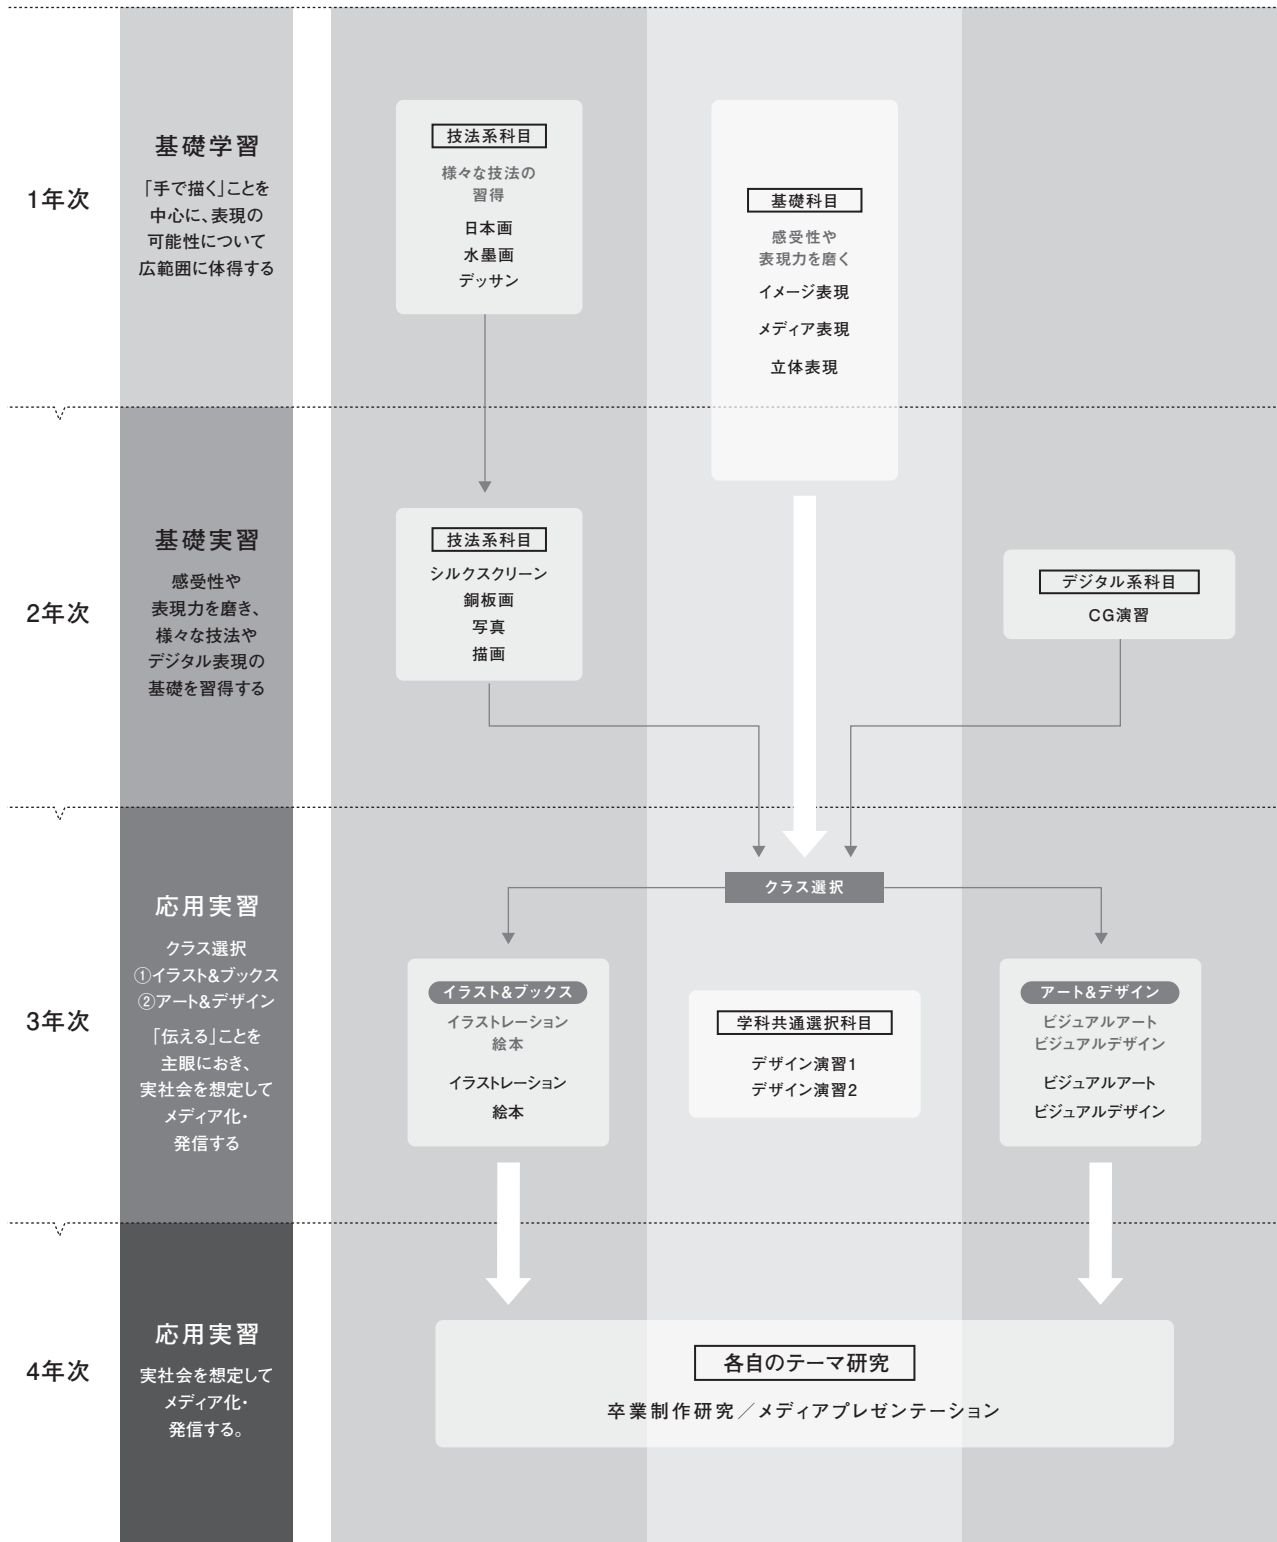 1年次
基礎学習
「手で描く」ことを
中心に、表現の
可能性について
広範囲に体得する
技法系科目
様々な技法の
習得
日本画
水墨画
デッサン
基礎科目
感受性や
表現力を磨く
イメージ表現
メディア表現
立体表現
2年次
基礎実習
感受性や
表現力を磨き、
様々な技法や
デジタル表現の
基礎を習得する
技法系科目
シルクスクリーン
銅板画
写真
描画
デジタル系科目
CG演習
3年次
応用実習
クラス選択
①イラスト&ブックス
②アート&デザイン
「伝える」ことを
主眼におき、
実社会を想定して
メディア化・
発信する
クラス選択
イラスト&ブックス
イラストレーション
絵本
イラストレーション
絵本
学科共通選択科目
デザイン演習1
デザイン演習2
アート&デザイン
ビジュアルアート
ビジュアルデザイン
ビジュアルアート
ビジュアルデザイン
4年次
応用実習
実社会を想定して
メディア化・
発信する。
各自のテーマ研究
卒業制作研究／メディアプレゼンテーション